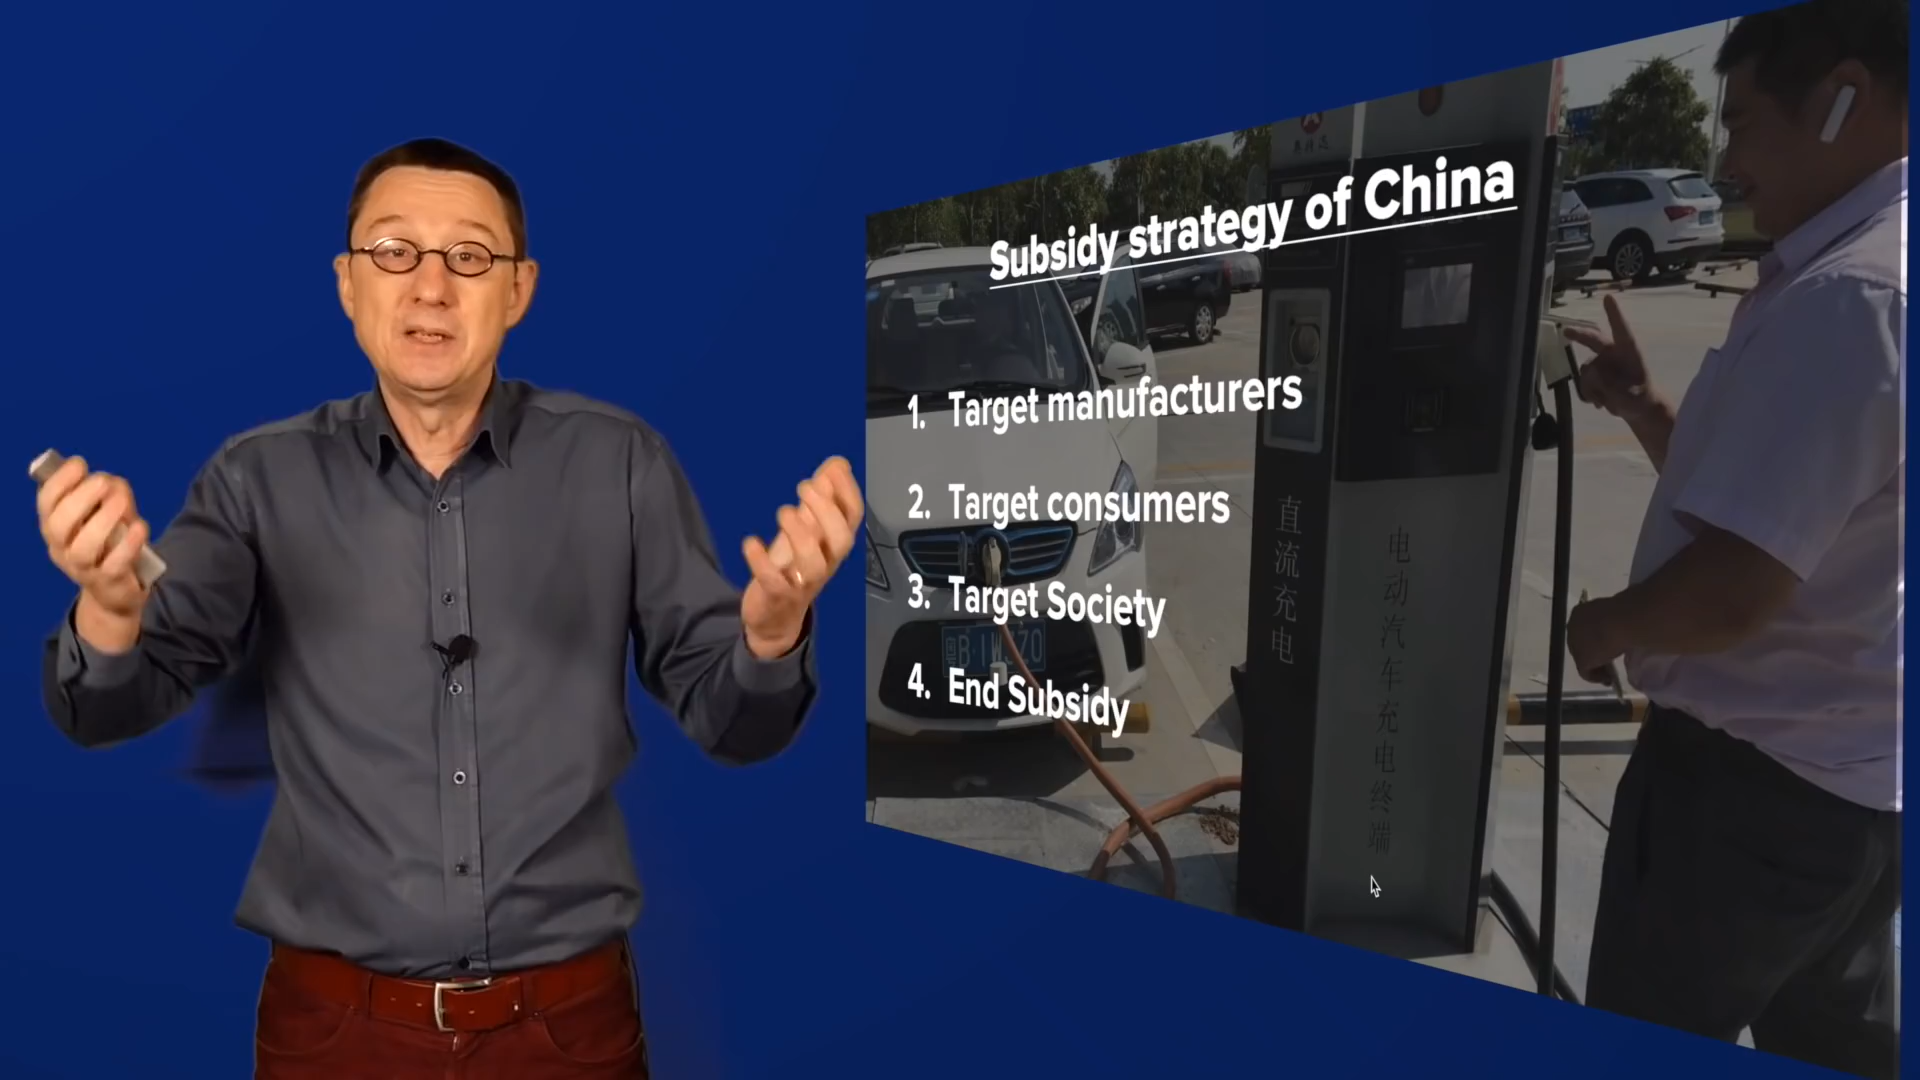 Subsidy strategy of China
1. Target manufacturers
2. Target consumers
3. Target Society
4. End Subsidy
直流充电
电动汽车充电终端